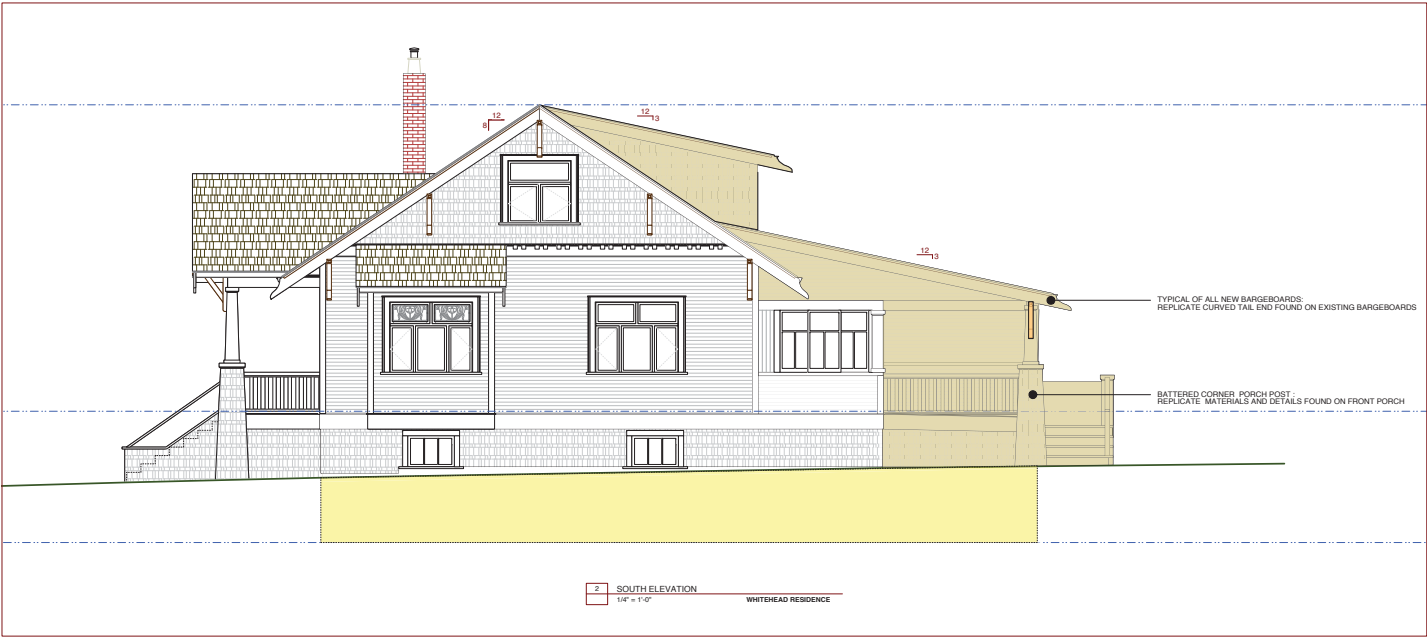 12
8
12
3
12
3
TYPICAL OF ALL NEW BARGEBOARDS:
REPLICATE CURVED TAIL END FOUND ON EXISTING BARGEBOARDS
BATTERED CORNER PORCH POST :
REPLICATE MATERIALS AND DETAILS FOUND ON FRONT PORCH
2 SOUTH ELEVATION
1/4" = 1'-0" WHITEHEAD RESIDENCE